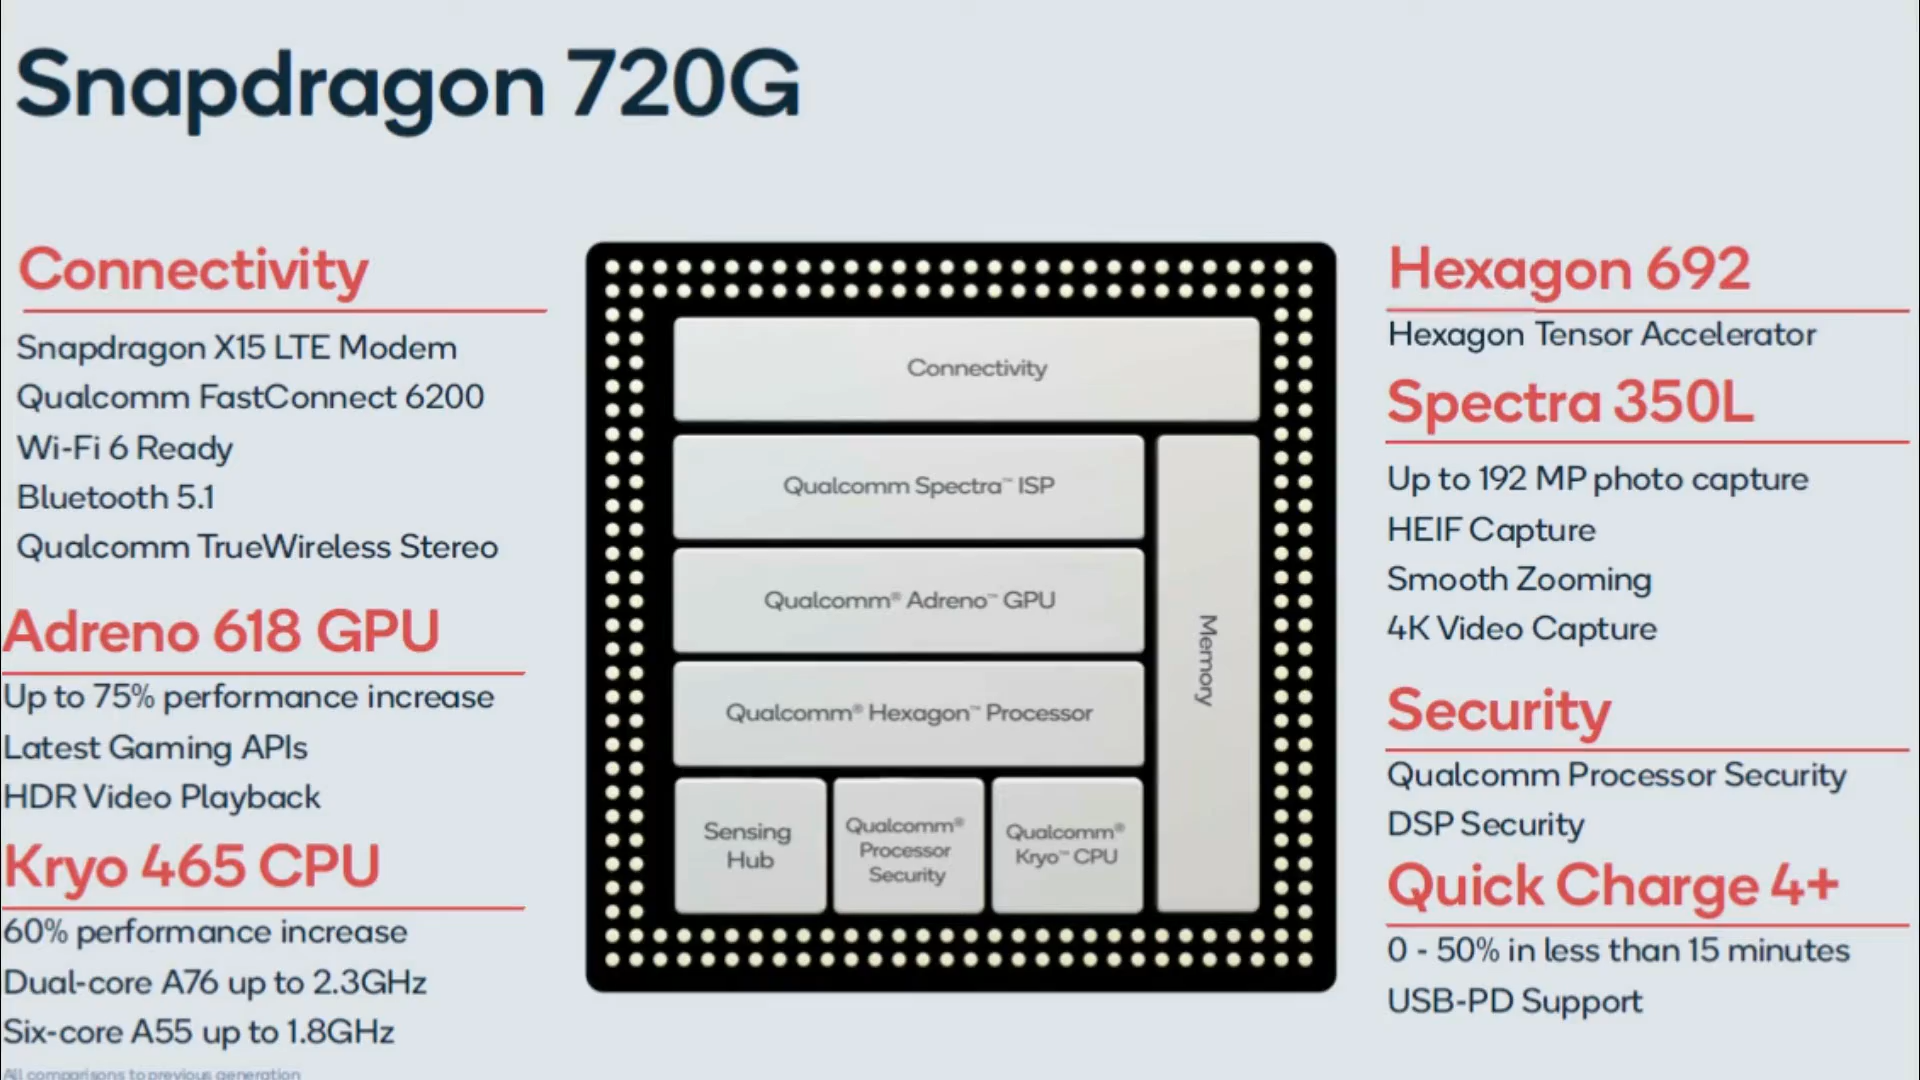 Snapdragon 720G
Connectivity
Snapdragon X15 LTE Modem
Qualcomm FastConnect 6200
Wi-Fi 6 Ready
Bluetooth 5.1
Qualcomm TrueWireless Stereo
Adreno 618 GPU
Up to 75% performance increase
Latest Gaming APIs
HDR Video Playback
Kryo 465 CPU
60% performance increase
Dual-core A76 up to 2.3GHz
Six-core A55 up to 1.8GHz
All comparisons to previous generation
Connectivity
Qualcomm Spectra™ ISP
Qualcomm® Adreno™ GPU
Qualcomm® Hexagon™ Processor
Memory
Sensing
Hub
Qualcomm®
Processor
Security
Qualcomm®
Kryo™ CPU
Hexagon 692
Hexagon Tensor Accelerator
Spectra 350L
Up to 192 MP photo capture
HEIF Capture
Smooth Zooming
4K Video Capture
Security
Qualcomm Processor Security
DSP Security
Quick Charge 4+
0 - 50% in less than 15 minutes
USB-PD Support